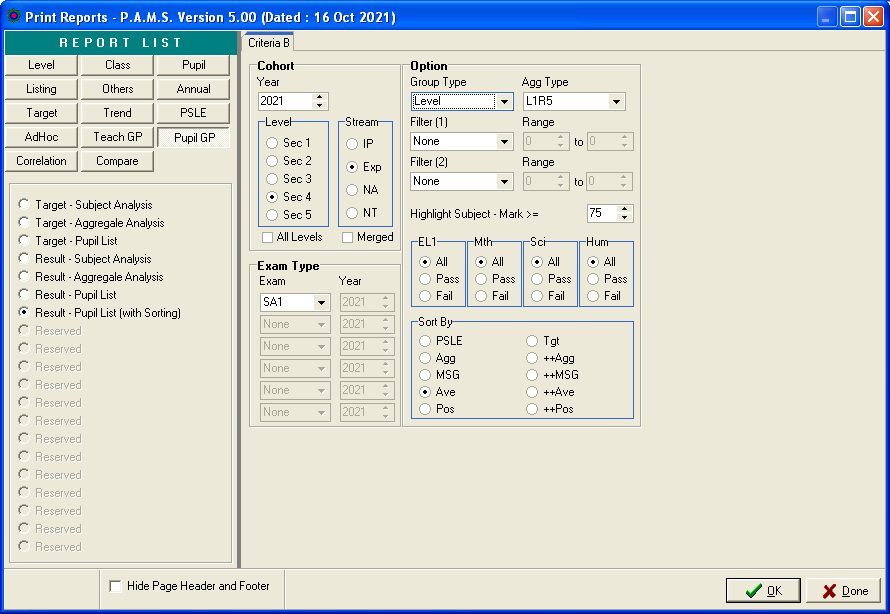 Print Reports - P.A.M.S. Version 5.00 (Dated : 16 Oct 2021)
REPORT LIST
Level Class Pupil
Listing Others Annual
Target Trend PSLE
AdHoc Teach GP Pupil GP
Correlation Compare
Target - Subject Analysis
Target - Aggregale Analysis
Target - Pupil List
Result - Subject Analysis
Result - Aggregale Analysis
Result - Pupil List
Result - Pupil List (with Sorting)
Reserved
Reserved
Reserved
Reserved
Reserved
Reserved
Reserved
Reserved
Reserved
Reserved
Reserved
Reserved
Reserved
Criteria B
Cohort
Year
2021
Level
Sec 1
Sec 2
Sec 3
Sec 4
Sec 5
All Levels
Stream
IP
Exp
NA
NT
Merged
Exam Type
Exam Year
SA1 2021
None 2021
None 2021
None 2021
None 2021
None 2021
Option
Group Type Agg Type
Level L1R5
Filter (1) Range
None 0 to 0
Filter (2) Range
None 0 to 0
Highlight Subject - Mark >= 75
EL1
All
Pass
Fail
Mth
All
Pass
Fail
Sci
All
Pass
Fail
Hum
All
Pass
Fail
Sort By
PSLE Tgt
Agg ++Agg
MSG ++MSG
Ave ++Ave
Pos ++Pos
Hide Page Header and Footer
OK
Done